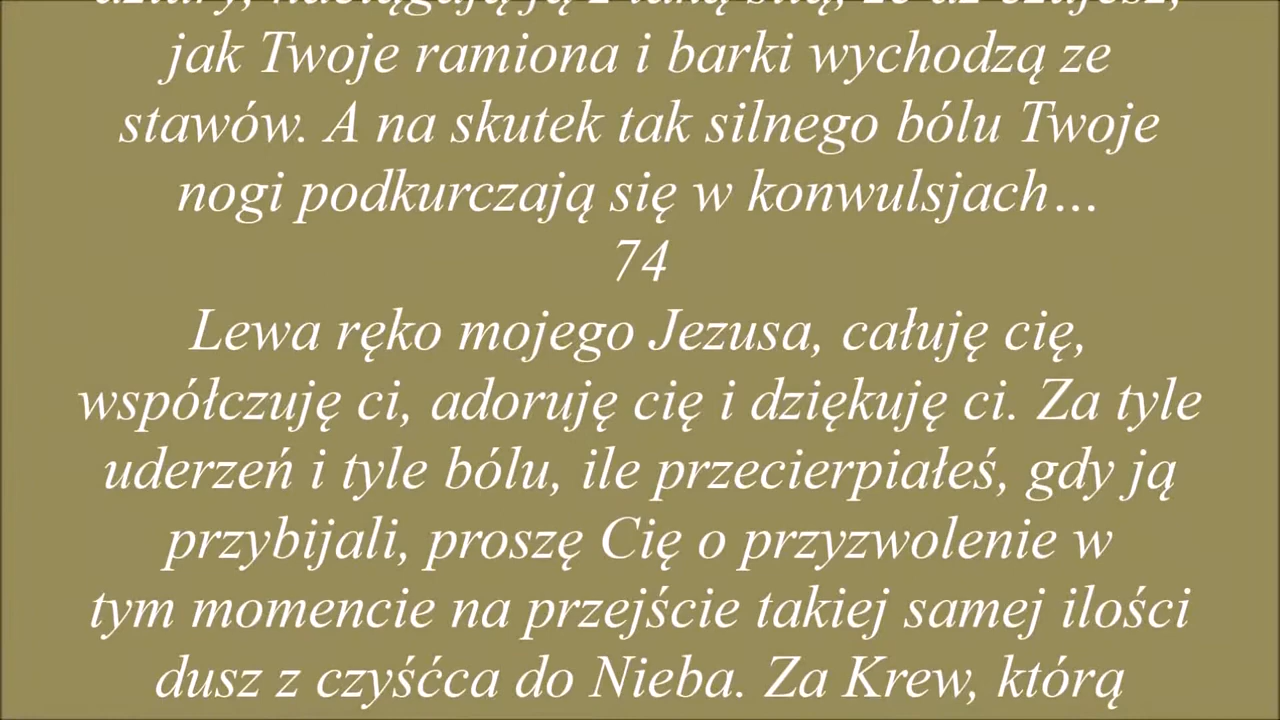 jak Twoje ramiona i barki wychodzą ze
stawów. A na skutek tak silnego bólu Twoje
nogi podkurczają się w konwulsjach…
74
Lewa ręko mojego Jezusa, całuję cię,
współczuję ci, adoruję cię i dziękuję ci. Za tyle
uderzeń i tyle bólu, ile przecierpiałeś, gdy ją
przybijali, proszę Cię o przyzwolenie w
tym momencie na przejście takiej samej ilości
dusz z czyśćca do Nieba. Za Krew, którą